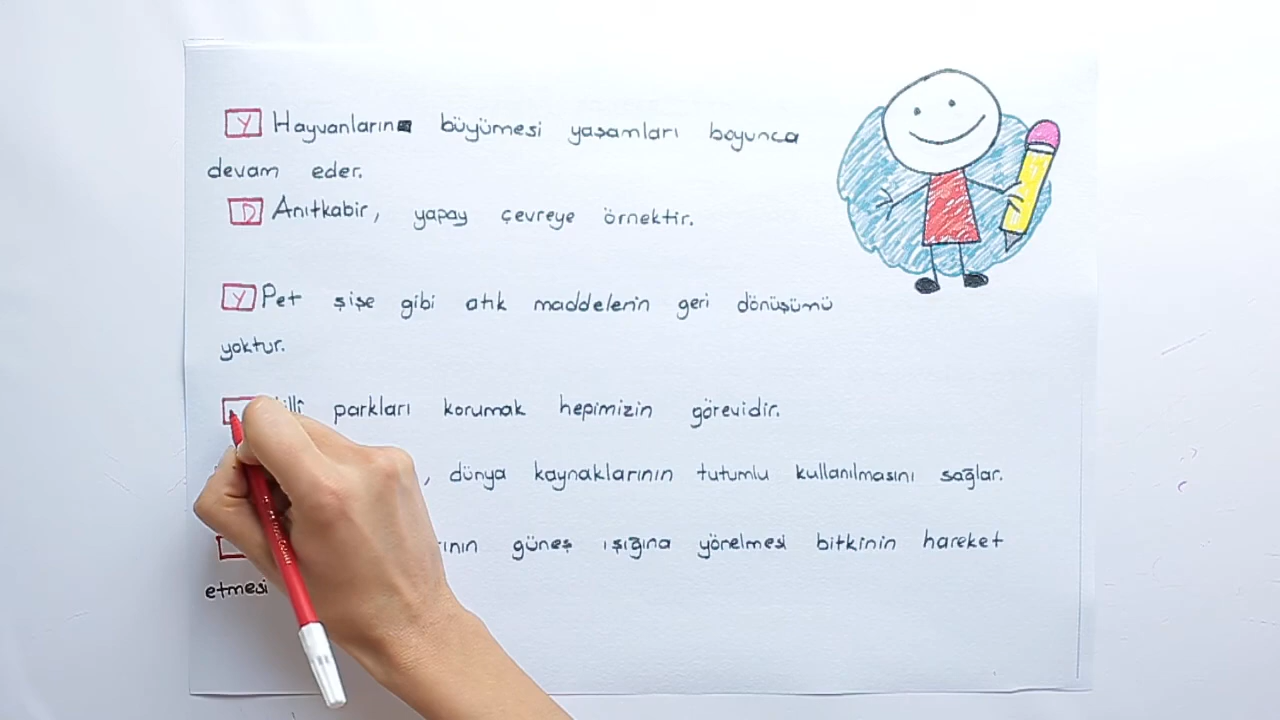 Y Hayvanların büyümesi yaşamları boyunca
devam eder.
D Anıtkabir, yapay çevreye örnektir.
Y Pet şişe gibi atık maddelerin geri dönüşümü
yoktur.
parkları korumak hepimizin görevidir.
, dünya kaynaklarının tutumlu kullanılmasını sağlar.
güneş ışığına yönelmesi bitkinin hareket
etmesi